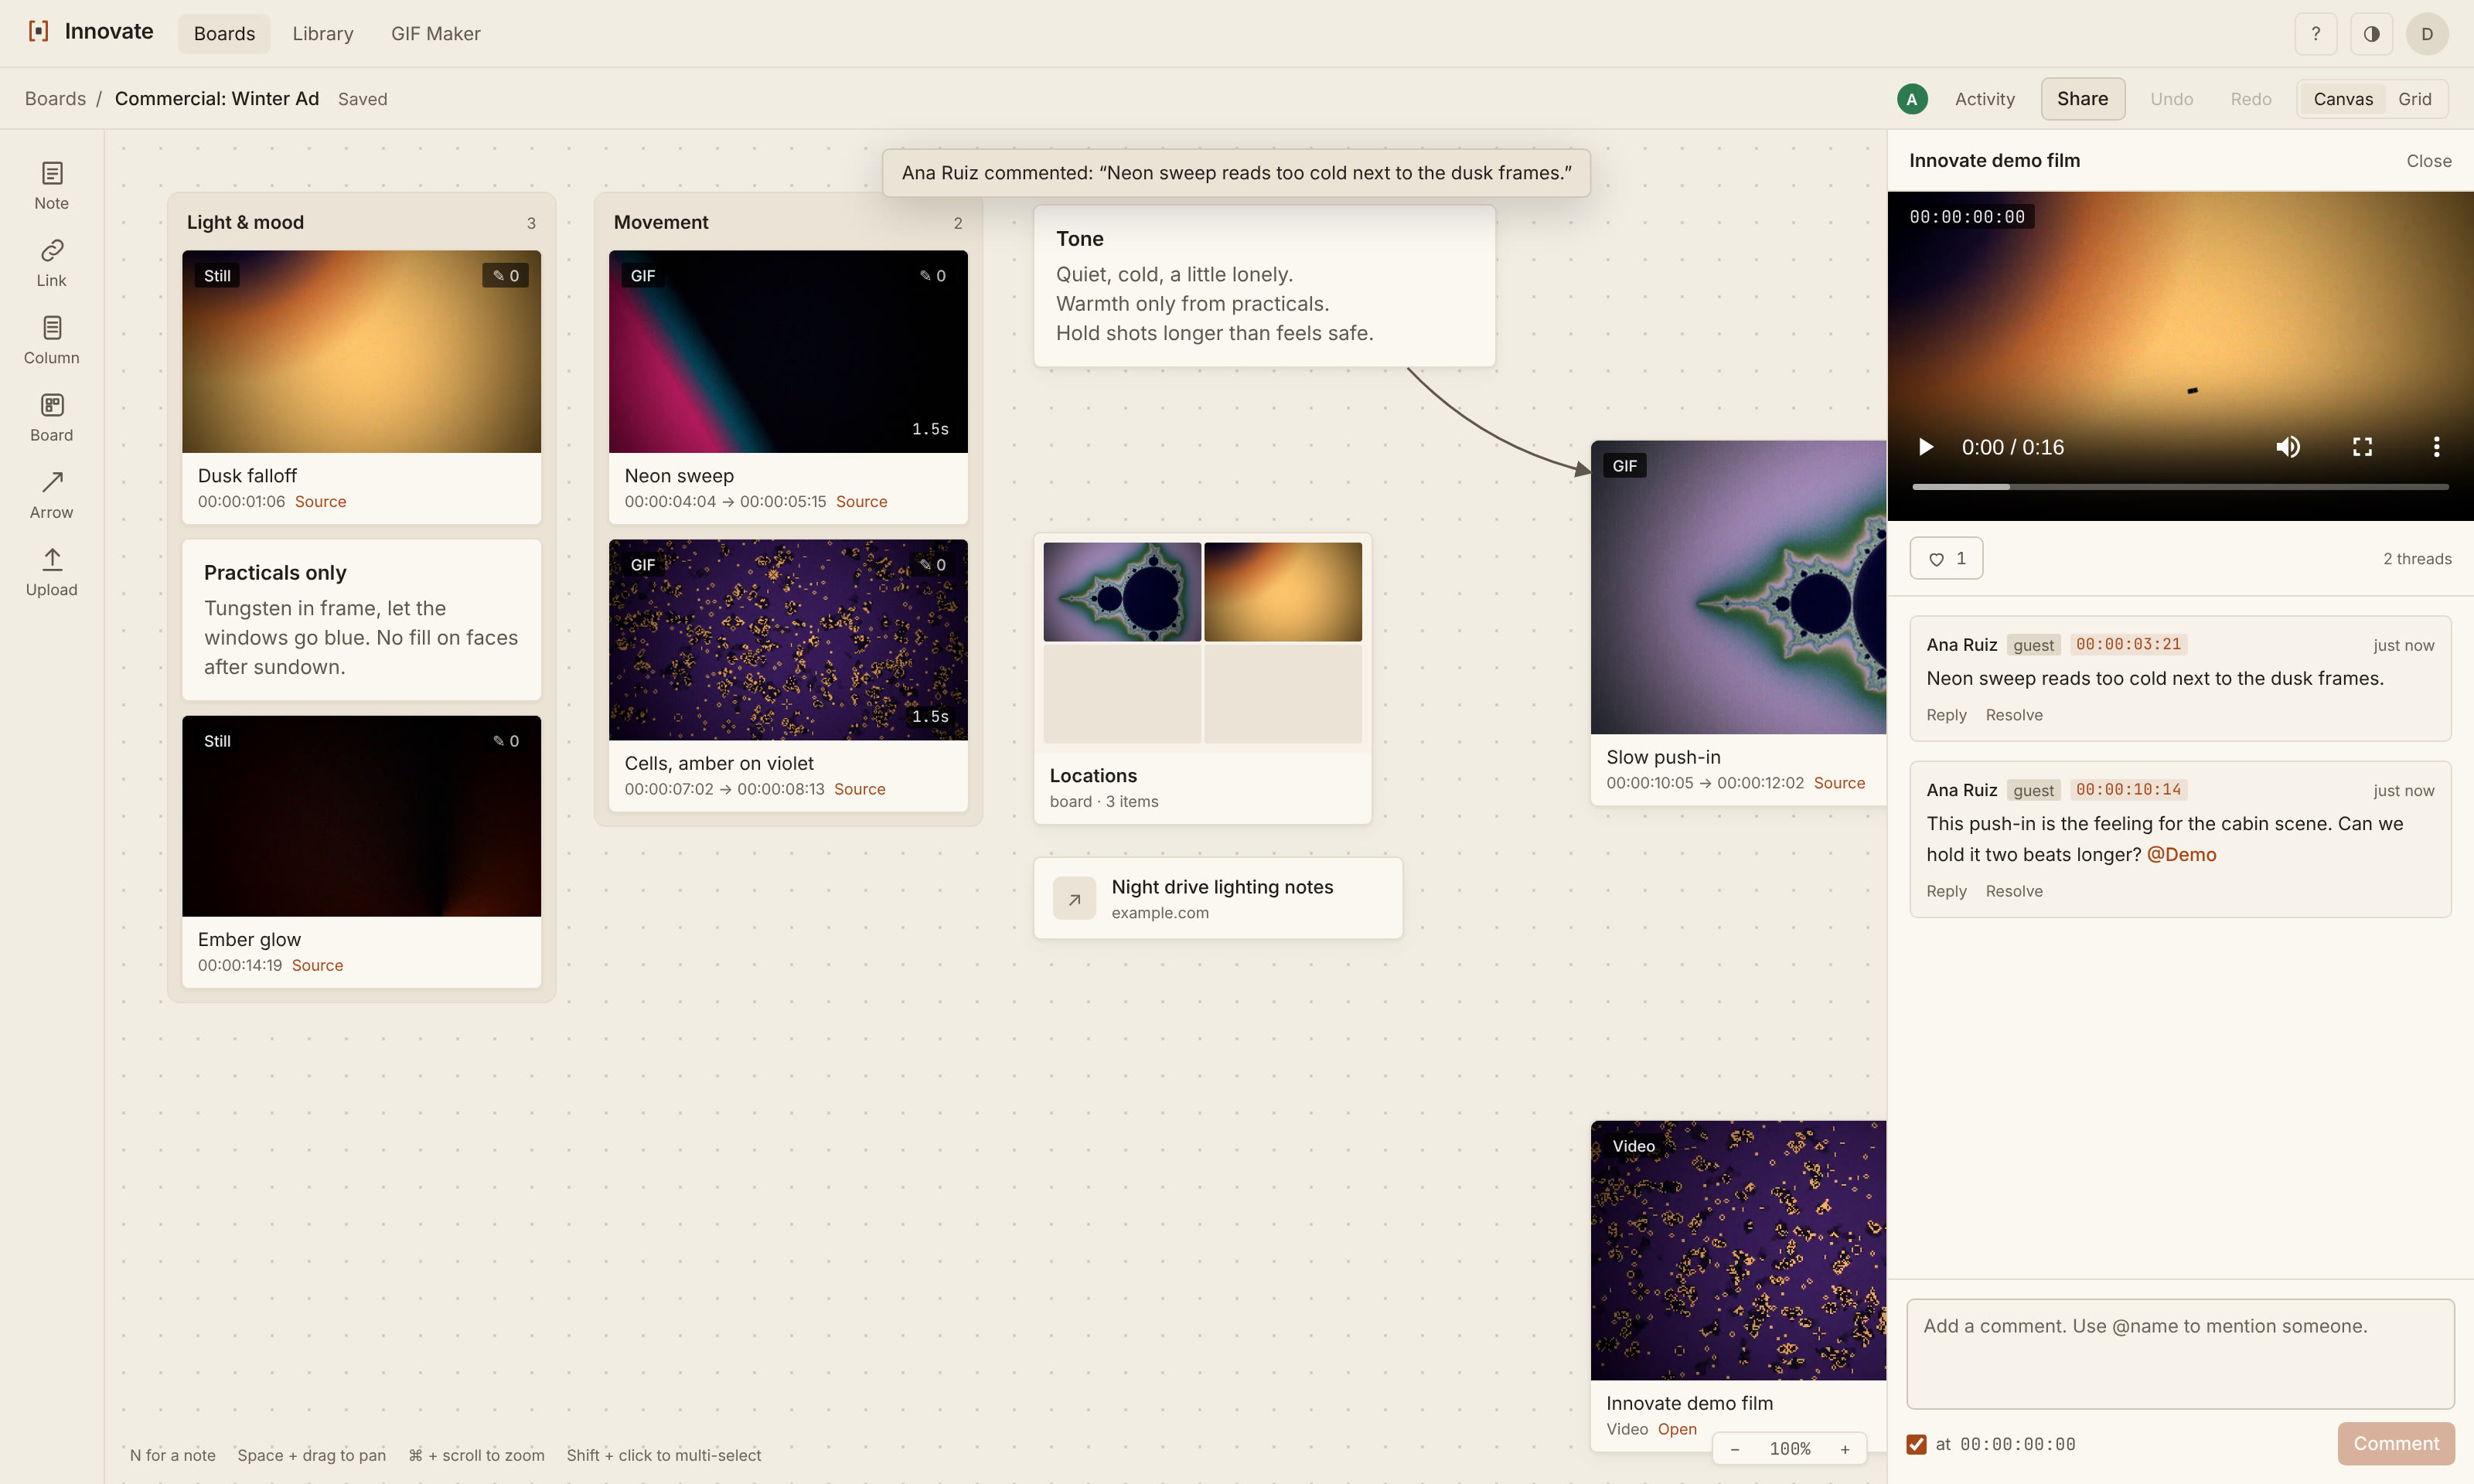 Innovate
Boards
Library
GIF Maker
?
D
Boards / Commercial: Winter Ad
Saved
A
Activity
Share
Undo
Redo
Canvas
Grid
Note
Link
Column
Board
Arrow
Upload
Ana Ruiz commented: “Neon sweep reads too cold next to the dusk frames.”
Light & mood
3
Still
✎ 0
Dusk falloff
00:00:01:06 Source
Practicals only
Tungsten in frame, let the
windows go blue. No fill on faces
after sundown.
Still
✎ 0
Ember glow
00:00:14:19 Source
Movement
2
GIF
✎ 0
1.5s
Neon sweep
00:00:04:04 → 00:00:05:15 Source
GIF
✎ 0
1.5s
Cells, amber on violet
00:00:07:02 → 00:00:08:13 Source
Tone
Quiet, cold, a little lonely.
Warmth only from practicals.
Hold shots longer than feels safe.
Locations
board · 3 items
Night drive lighting notes
example.com
GIF
Slow push-in
00:00:10:05 → 00:00:12:02 Source
Video
Innovate demo film
Video Open
− 100% +
N for a note
Space + drag to pan
⌘ + scroll to zoom
Shift + click to multi-select
Innovate demo film
Close
00:00:00:00
0:00 / 0:16
1
2 threads
Ana Ruiz guest 00:00:03:21 just now
Neon sweep reads too cold next to the dusk frames.
Reply Resolve
Ana Ruiz guest 00:00:10:14 just now
This push-in is the feeling for the cabin scene. Can we
hold it two beats longer? @Demo
Reply Resolve
Add a comment. Use @name to mention someone.
at 00:00:00:00
Comment